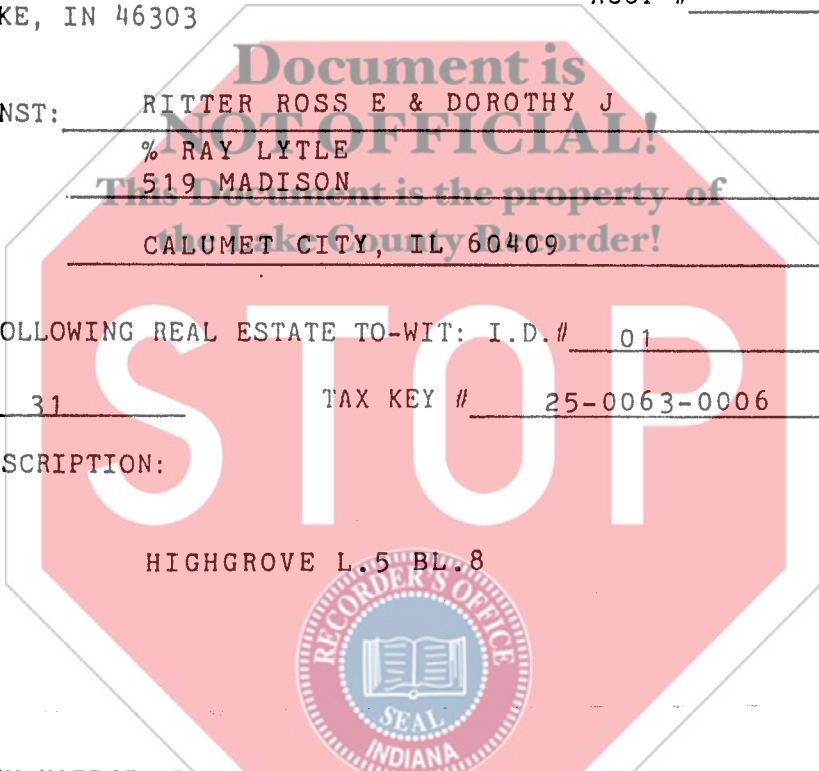 KE, IN 46303
Document is
NST: RITTER ROSS E & DOROTHY J
NOT OFFICIAL!
% RAY LYTLE
519 MADISON
This Document is the property of
the Lake County Recorder!
CALUMET CITY, IL 60409
OLLOWING REAL ESTATE TO-WIT: I.D.# 01
31 TAX KEY # 25-0063-0006
SCRIPTION:
STOP
HIGHGROVE L.5 BL.8
RECORDER'S OFFICE
SEAL
INDIANA